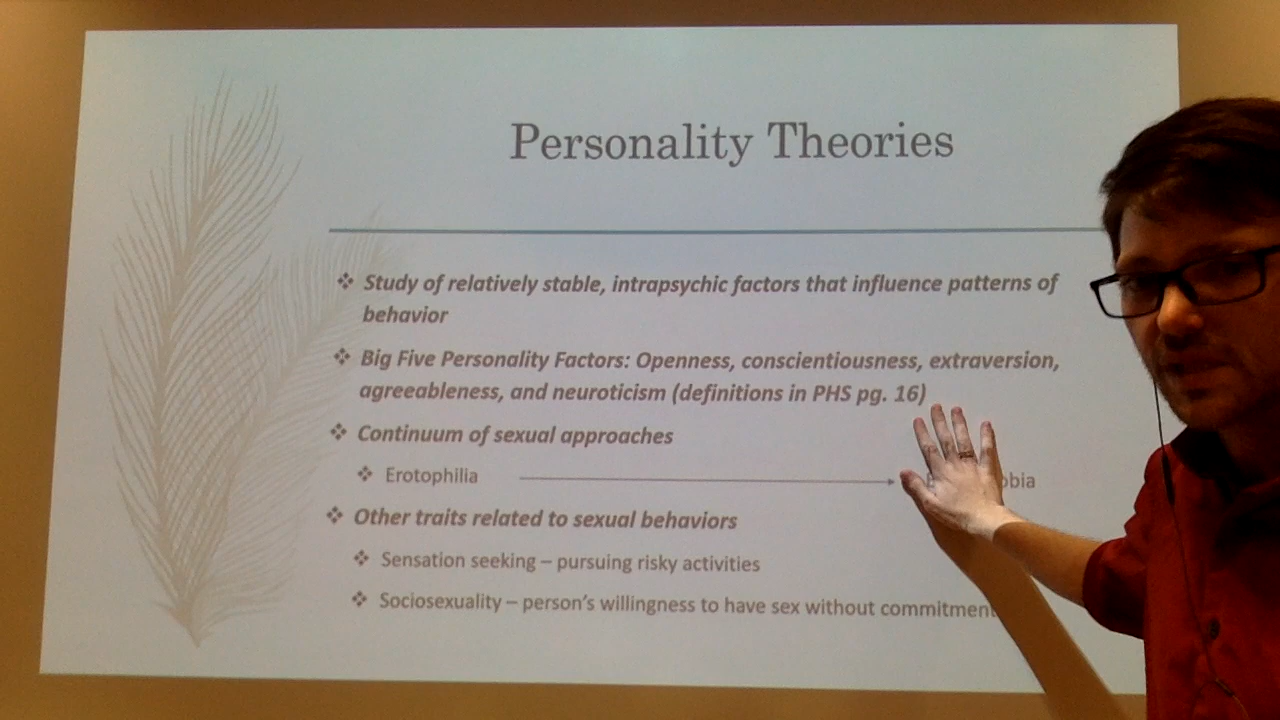 Personality Theories
Study of relatively stable, intrapsychic factors that influence patterns of
behavior
Big Five Personality Factors: Openness, conscientiousness, extraversion,
agreeableness, and neuroticism (definitions in PHS pg. 16)
Continuum of sexual approaches
Erotophilia
Other traits related to sexual behaviors
Sensation seeking – pursuing risky activities
Sociosexuality – person's willingness to have sex without commitment